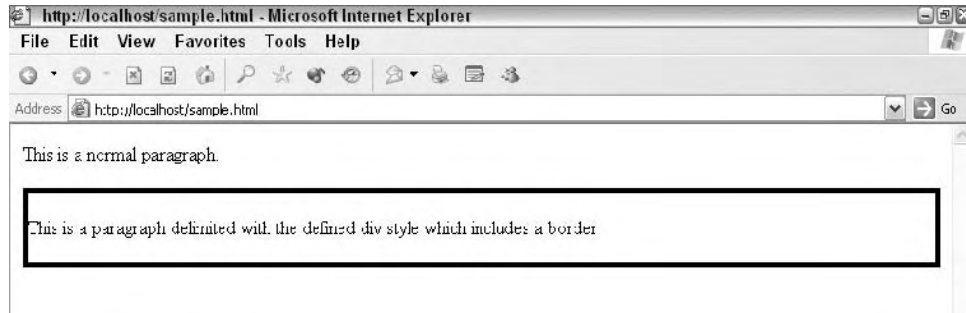 http://localhost/sample.html - Microsoft Internet Explorer
File Edit View Favorites Tools Help
Address http://localhost/sample.html Go
This is a normal paragraph.
This is a paragraph delimited with the defined div style which includes a border